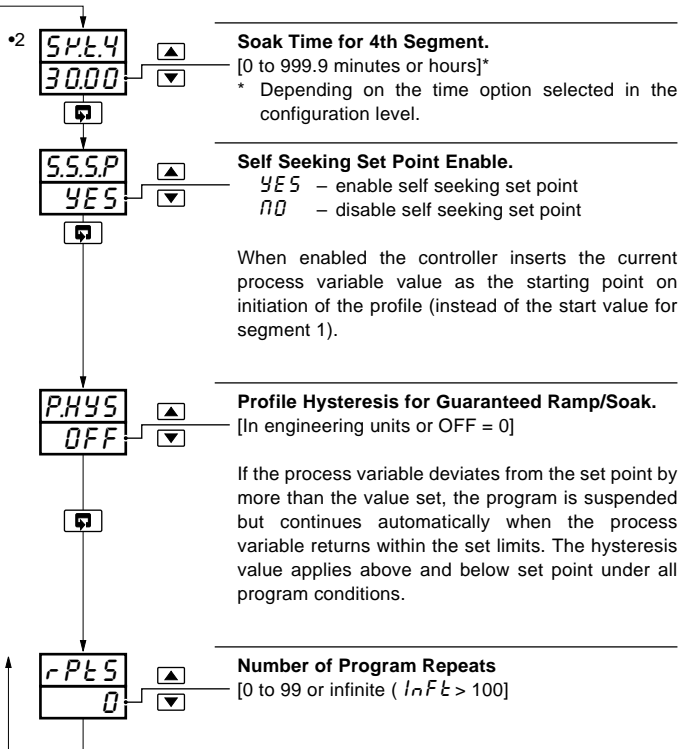 •2
SK.t.4
30.00
Soak Time for 4th Segment.
[0 to 999.9 minutes or hours]*
* Depending on the time option selected in the
configuration level.
S.S.S.P
YES
Self Seeking Set Point Enable.
YES – enable self seeking set point
NO – disable self seeking set point
When enabled the controller inserts the current
process variable value as the starting point on
initiation of the profile (instead of the start value for
segment 1).
P.HYS
OFF
Profile Hysteresis for Guaranteed Ramp/Soak.
[In engineering units or OFF = 0]
If the process variable deviates from the set point by
more than the value set, the program is suspended
but continues automatically when the process
variable returns within the set limits. The hysteresis
value applies above and below set point under all
program conditions.
rPtS
0
Number of Program Repeats
[0 to 99 or infinite ( InFt > 100]